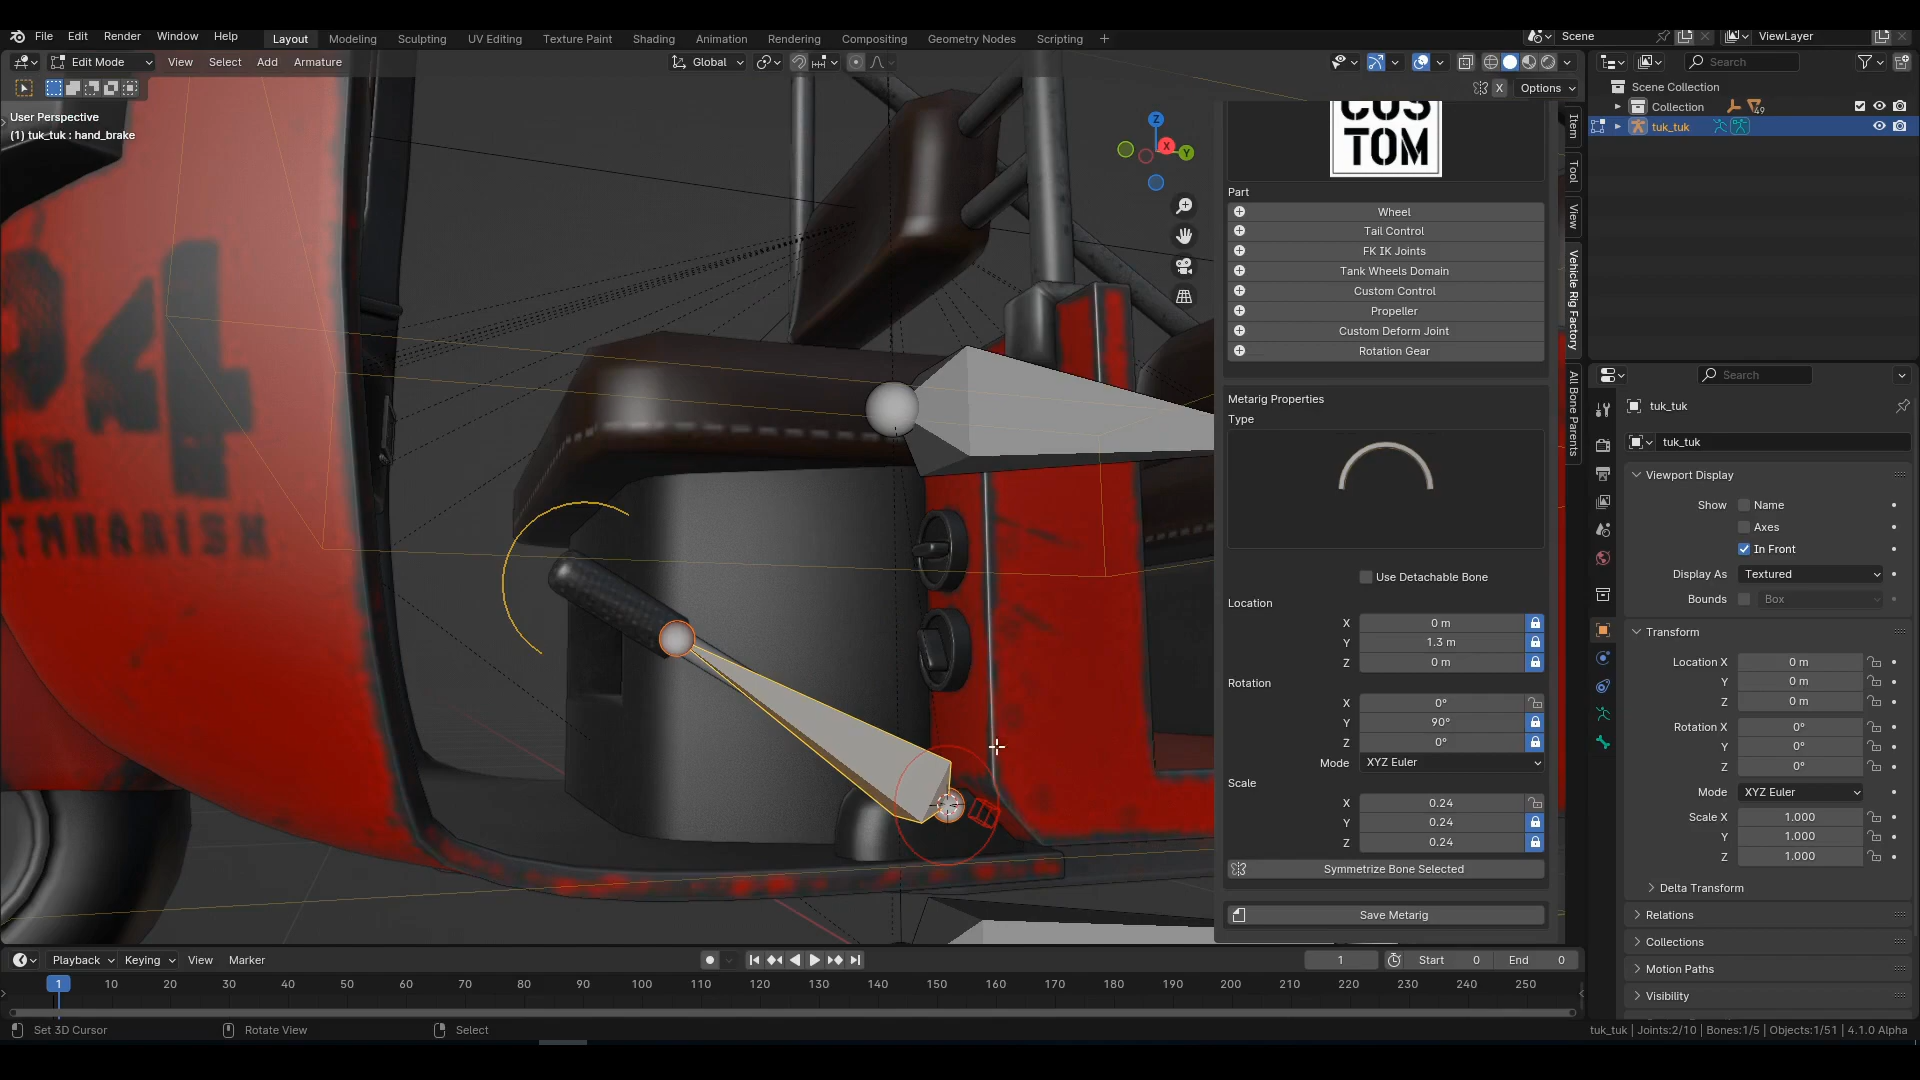 File Edit Render Window Help
Layout Modeling Sculpting UV Editing Texture Paint Shading Animation Rendering Compositing Geometry Nodes Scripting +
Scene
ViewLayer
Edit Mode View Select Add Armature
Global
Search
X Options
User Perspective
(1) tuk_tuk : hand_brake
Scene Collection
Collection 49
tuk_tuk
Z
X
Y
CUS
TOM
Part
Wheel
Tail Control
FK IK Joints
Tank Wheels Domain
Custom Control
Propeller
Custom Deform Joint
Rotation Gear
Item
Tool
View
Vehicle Rig Factory
All Bone Parents
Metarig Properties
Type
Use Detachable Bone
Location
X 0 m
Y 1.3 m
Z 0 m
Rotation
X 0°
Y 90°
Z 0°
Mode XYZ Euler
Scale
X 0.24
Y 0.24
Z 0.24
Symmetrize Bone Selected
Save Metarig
Search
tuk_tuk
tuk_tuk
Viewport Display
Show Name
Axes
In Front
Display As Textured
Bounds Box
Transform
Location X 0 m
Y 0 m
Z 0 m
Rotation X 0°
Y 0°
Z 0°
Mode XYZ Euler
Scale X 1.000
Y 1.000
Z 1.000
Delta Transform
Relations
Collections
Motion Paths
Visibility
Playback Keying View Marker
1 Start 0 End 0
1 10 20 30 40 50 60 70 80 90 100 110 120 130 140 150 160 170 180 190 200 210 220 230 240 250
Set 3D Cursor Rotate View Select
tuk_tuk | Joints:2/10 | Bones:1/5 | Objects:1/51 | 4.1.0 Alpha